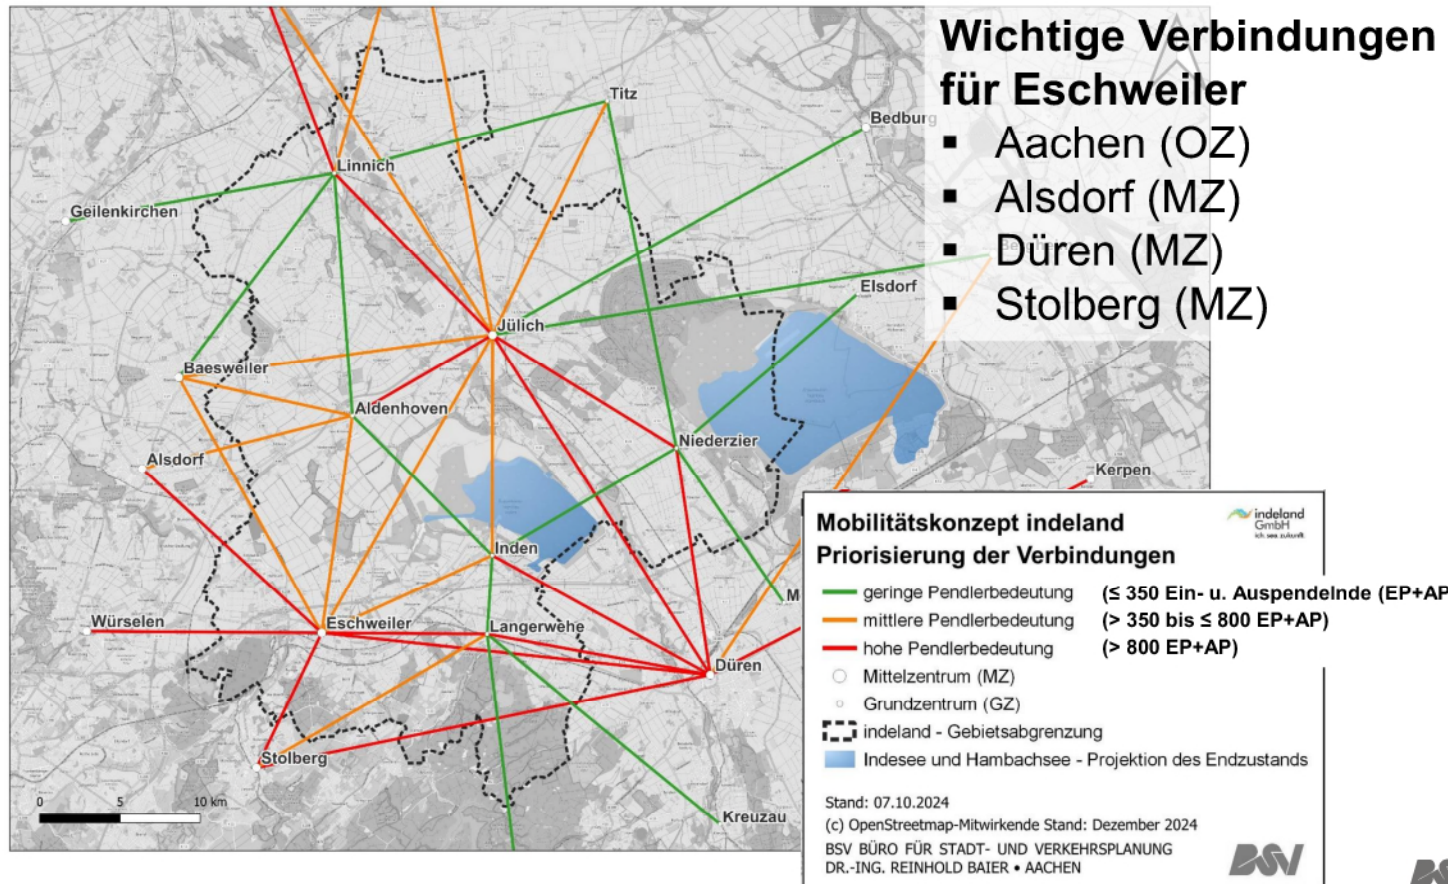 Wichtige Verbindungen
für Eschweiler
▪ Aachen (OZ)
▪ Alsdorf (MZ)
▪ Düren (MZ)
▪ Stolberg (MZ)
Titz
Bedburg
Linnich
Geilenkirchen
Elsdorf
Jülich
Baesweiler
Aldenhoven
Niederzier
Alsdorf
Kerpen
Inden
Würselen
Eschweiler
Langerwehe
Düren
Stolberg
Kreuzau
0 5 10 km
Mobilitätskonzept indeland
Priorisierung der Verbindungen
indeland
GmbH
ich. see. zukunft.
geringe Pendlerbedeutung (≤ 350 Ein- u. Auspendelnde (EP+AP
mittlere Pendlerbedeutung (> 350 bis ≤ 800 EP+AP)
hohe Pendlerbedeutung (> 800 EP+AP)
Mittelzentrum (MZ)
Grundzentrum (GZ)
indeland - Gebietsabgrenzung
Indesee und Hambachsee - Projektion des Endzustands
Stand: 07.10.2024
(c) OpenStreetmap-Mitwirkende Stand: Dezember 2024
BSV BÜRO FÜR STADT- UND VERKEHRSPLANUNG
DR.-ING. REINHOLD BAIER • AACHEN
BSV